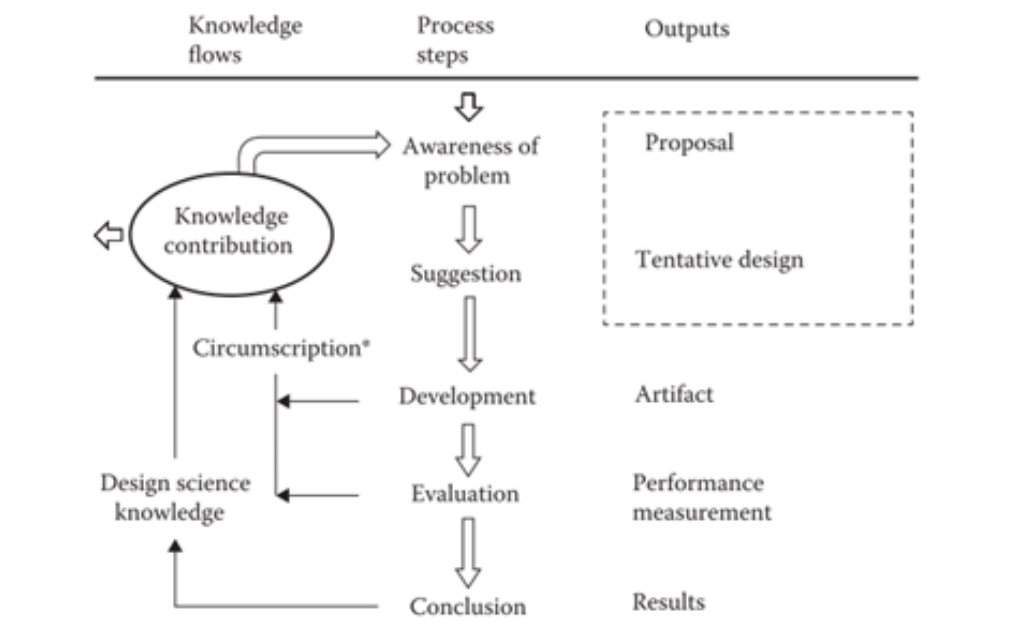 Knowledge
flows
Process
steps
Outputs
Awareness of
problem
Proposal
Knowledge
contribution
Suggestion
Tentative design
Circumscription*
Development
Artifact
Design science
knowledge
Evaluation
Performance
measurement
Conclusion
Results